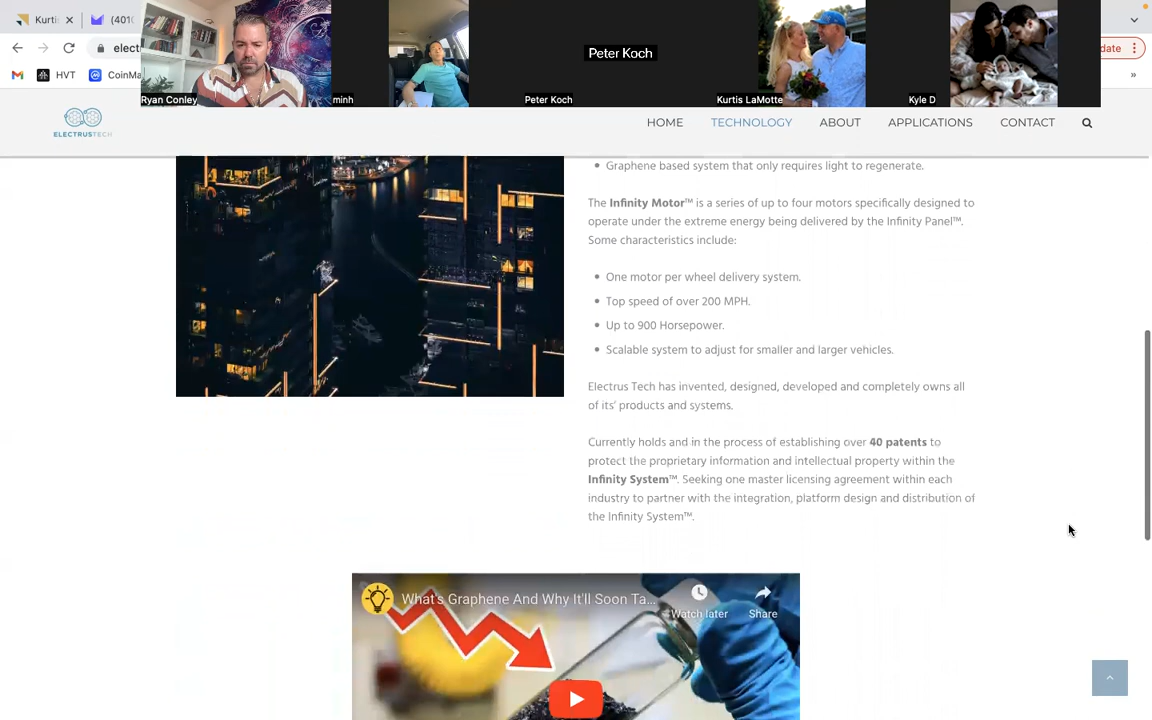 Kurti
(401(
elect
date
M
HVT
CoinMa
»
Ryan Conley
minh
Peter Koch
Peter Koch
Kurtis LaMotte
Kyle D
ELECTRUSTECH
HOME
TECHNOLOGY
ABOUT
APPLICATIONS
CONTACT
• Graphene based system that only requires light to regenerate.
The Infinity Motor™ is a series of up to four motors specifically designed to
operate under the extreme energy being delivered by the Infinity Panel™.
Some characteristics include:
• One motor per wheel delivery system.
• Top speed of over 200 MPH.
• Up to 900 Horsepower.
• Scalable system to adjust for smaller and larger vehicles.
Electrus Tech has invented, designed, developed and completely owns all
of its' products and systems.
Currently holds and in the process of establishing over 40 patents to
protect the proprietary information and intellectual property within the
Infinity System™. Seeking one master licensing agreement within each
industry to partner with the integration, platform design and distribution of
the Infinity System™.
What's Graphene And Why It'll Soon Ta...
Watch later
Share